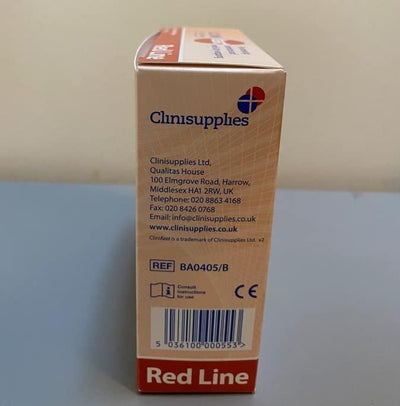 Clinisupplies
Clinisupplies Ltd,
Qualitas House
100 Elmgrove Road, Harrow,
Middlesex HA1 2RW, UK
Telephone: 020 8863 4168
Fax: 020 8426 0768
Email: info@clinisupplies.co.uk
www.clinisupplies.co.uk
Clinifast is a trademark of Clinisupplies Ltd. v2
REF BA0405/B
Consult
Instructions
for use
CE
5 036100 000553 >
Red Line